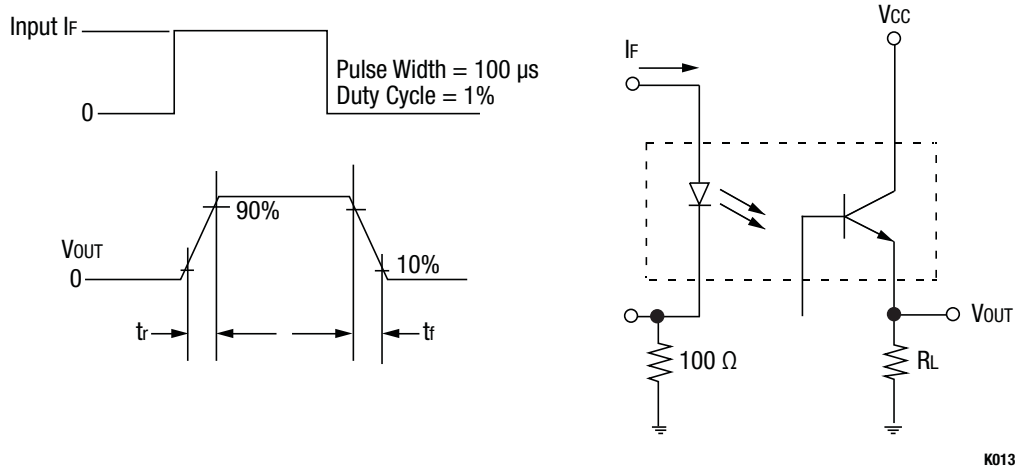 Input IF
0
Pulse Width = 100 µs
Duty Cycle = 1%
90%
VOUT
0
10%
tr
tf
VCC
IF
VOUT
100 Ω
RL
K013